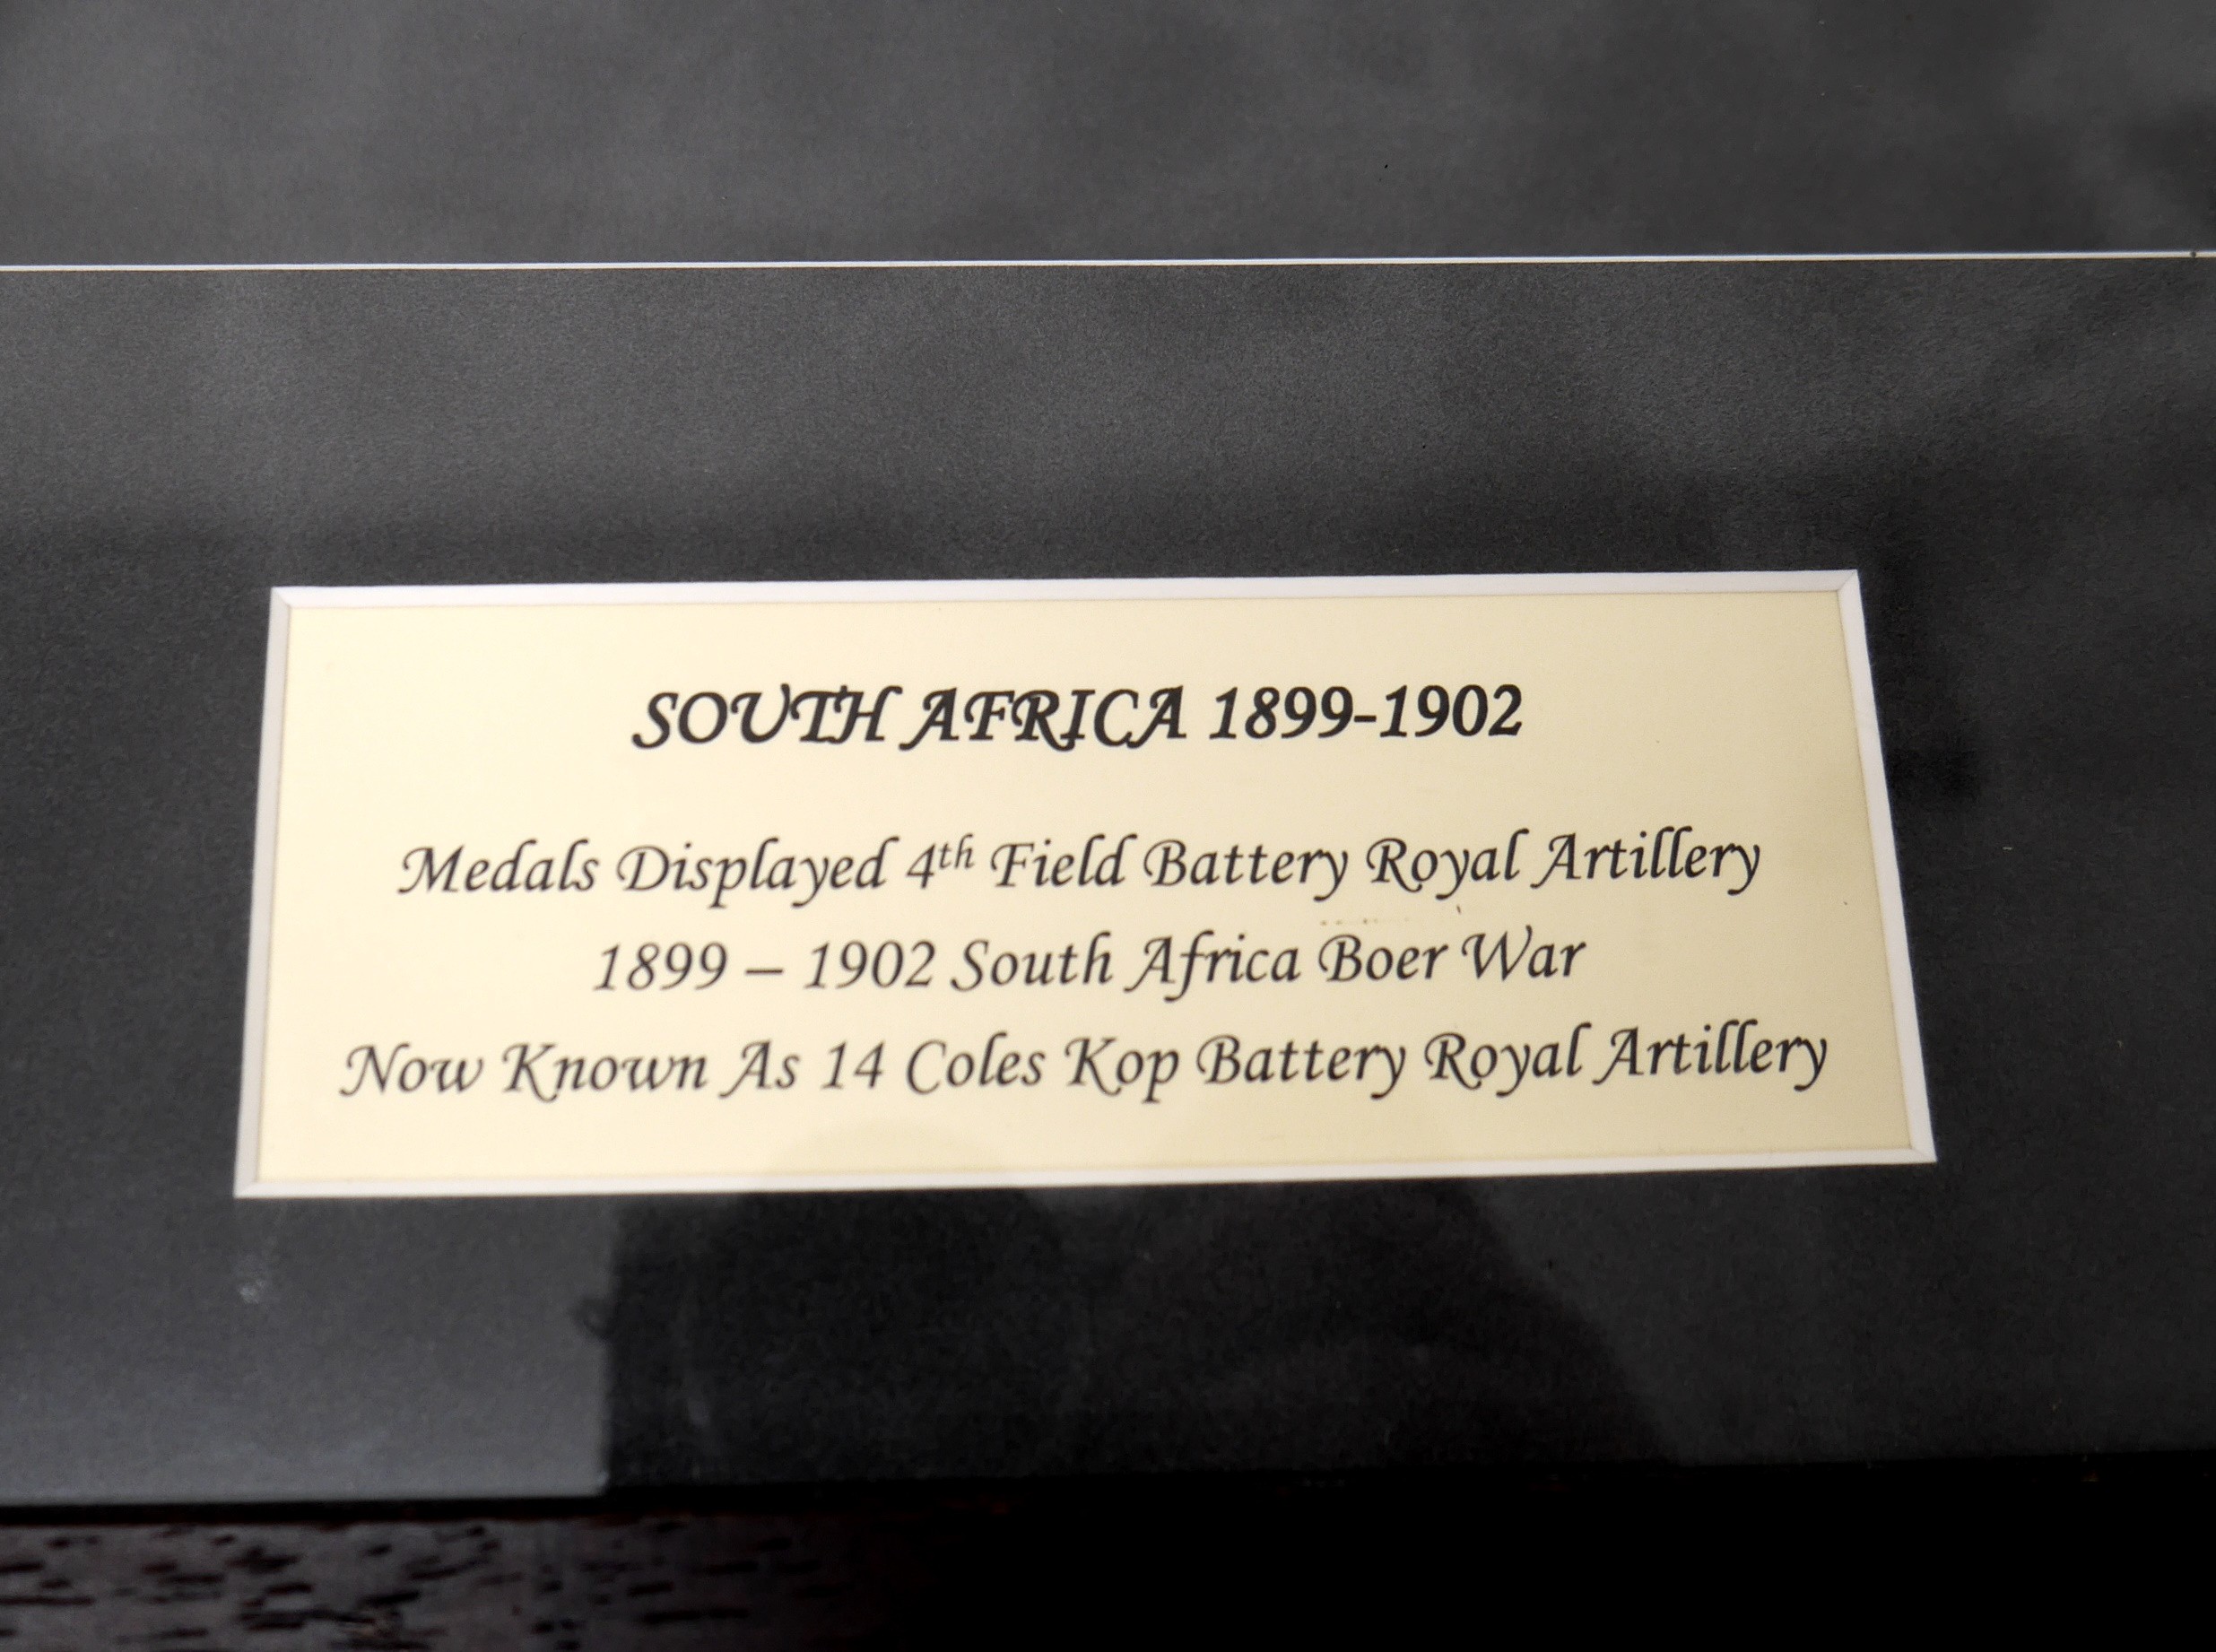 SOUTH AFRICA 1899-1902
Medals Displayed 4th Field Battery Royal Artillery
1899 – 1902 South Africa Boer War
Now Known As 14 Coles Kop Battery Royal Artillery